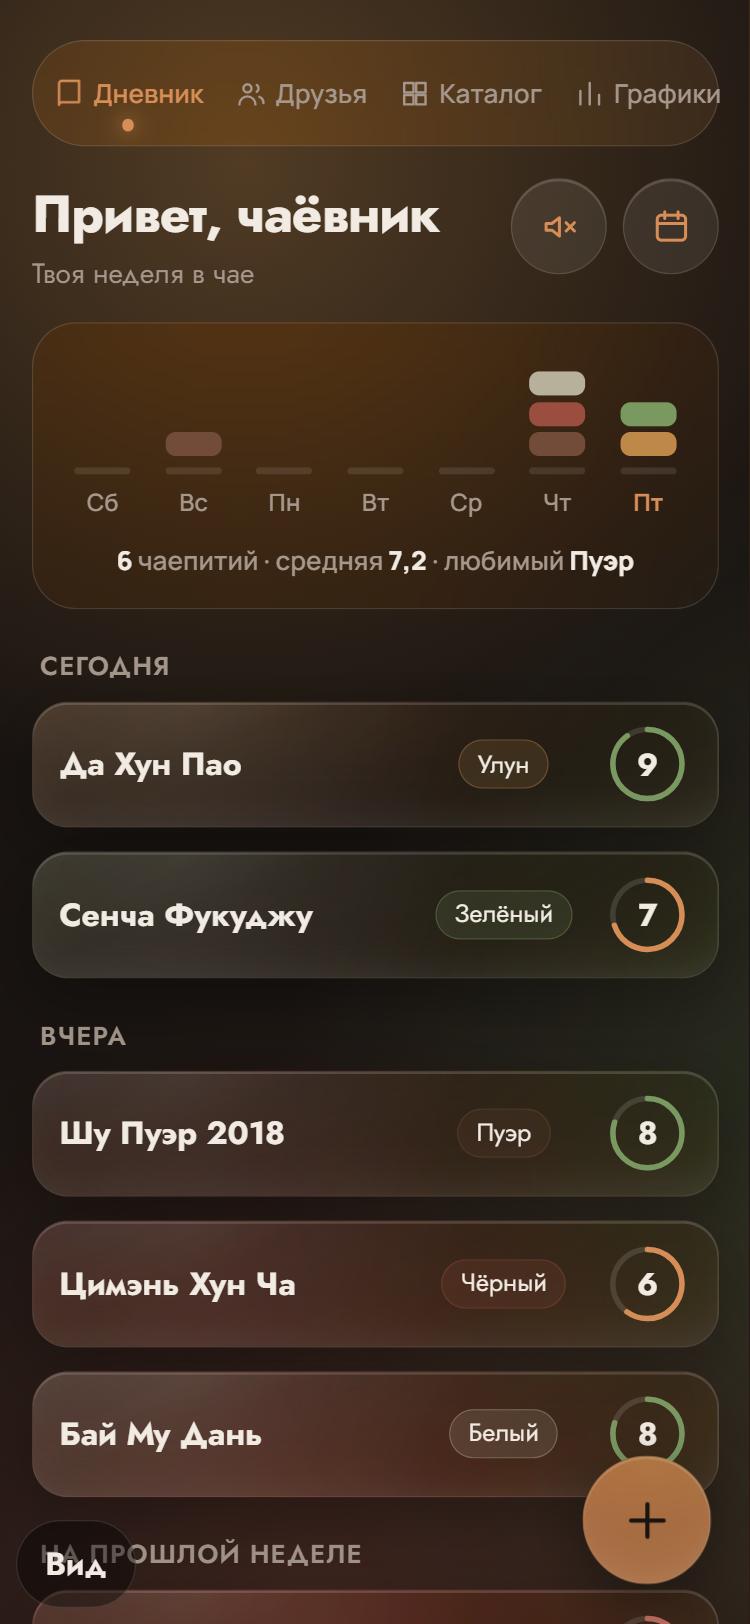 Дневник Друзья Каталог Графики
Привет, чаёвник
Твоя неделя в чае
Сб Вс Пн Вт Ср Чт Пт
6 чаепитий · средняя 7,2 · любимый Пуэр
СЕГОДНЯ
Да Хун Пао Улун 9
Сенча Фукуджу Зелёный 7
ВЧЕРА
Шу Пуэр 2018 Пуэр 8
Цимэнь Хун Ча Чёрный 6
Бай Му Дань Белый 8
НА ПРОШЛОЙ НЕДЕЛЕ
Вид